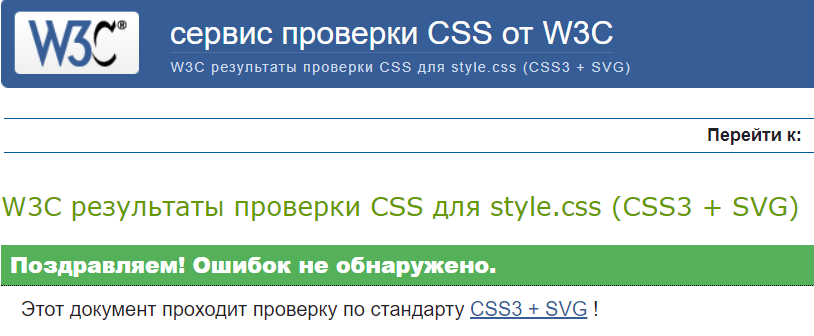 W3C®
сервис проверки CSS от W3C
W3C результаты проверки CSS для style.css (CSS3 + SVG)
Перейти к:
W3C результаты проверки CSS для style.css (CSS3 + SVG)
Поздравляем! Ошибок не обнаружено.
Этот документ проходит проверку по стандарту CSS3 + SVG !